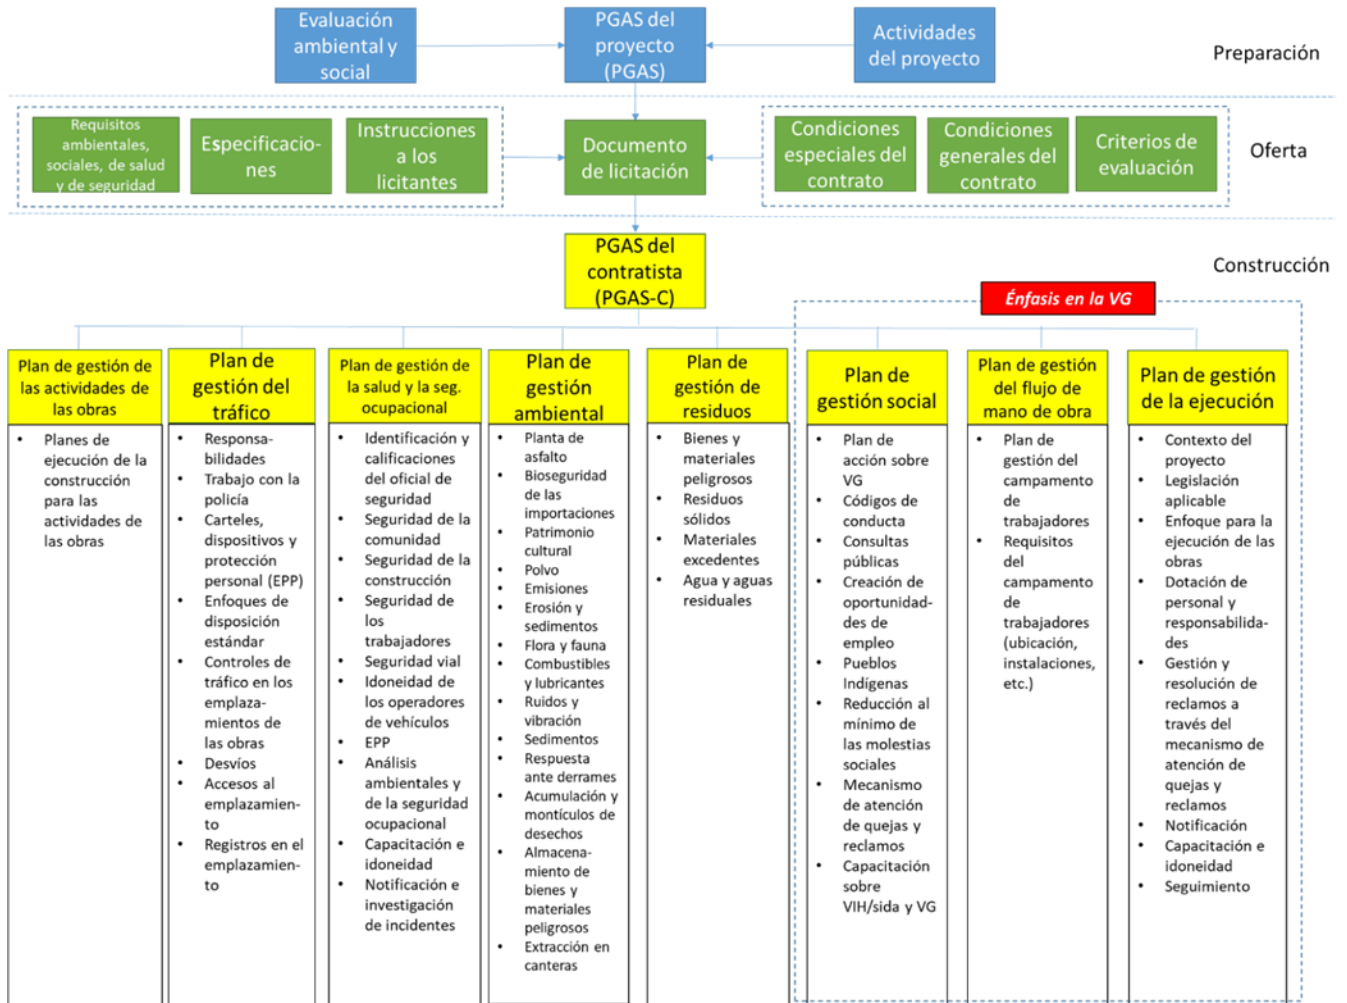 Evaluación
ambiental y
social
PGAS del
proyecto
(PGAS)
Actividades
del proyecto
Preparación
Requisitos
ambientales,
sociales, de salud
y de seguridad
Especificacio-
nes
Instrucciones
a los
licitantes
Documento
de licitación
Condiciones
especiales del
contrato
Condiciones
generales del
contrato
Criterios de
evaluación
Oferta
PGAS del
contratista
(PGAS-C)
Construcción
Énfasis en la VG
Plan de gestión de
las actividades de
las obras
• Planes de
ejecución de la
construcción
para las
actividades de
las obras
Plan de
gestión del
tráfico
• Responsa-
bilidades
• Trabajo con la
policía
• Carteles,
dispositivos y
protección
personal (EPP)
• Enfoques de
disposición
estándar
• Controles de
tráfico en los
emplaza-
mientos de
las obras
• Desvíos
• Accesos al
emplazamien-
to
• Registros en el
emplazamien-
to
Plan de gestión de
la salud y la seg.
ocupacional
• Identificación y
calificaciones
del oficial de
seguridad
• Seguridad de la
comunidad
• Seguridad de la
construcción
• Seguridad de
los
trabajadores
• Seguridad vial
• Idoneidad de
los operadores
de vehículos
• EPP
• Análisis
ambientales y
de la seguridad
ocupacional
• Capacitación e
idoneidad
• Notificación e
investigación
de incidentes
Plan de
gestión
ambiental
• Planta de
asfalto
• Bioseguridad
de las
importaciones
• Patrimonio
cultural
• Polvo
• Emisiones
• Erosión y
sedimentos
• Flora y fauna
• Combustibles
y lubricantes
• Ruidos y
vibración
• Sedimentos
• Respuesta
ante derrames
• Acumulación y
montículos de
desechos
• Almacena-
miento de
bienes y
materiales
peligrosos
• Extracción en
canteras
Plan de
gestión de
residuos
• Bienes y
materiales
peligrosos
• Residuos
sólidos
• Materiales
excedentes
• Agua y aguas
residuales
Plan de
gestión social
• Plan de
acción sobre
VG
• Códigos de
conducta
• Consultas
públicas
• Creación de
oportunidad-
des de
empleo
• Pueblos
Indígenas
• Reducción al
mínimo de
las molestias
sociales
• Mecanismo
de atención
de quejas y
reclamos
• Capacitación
sobre
VIH/sida y VG
Plan de gestión
del flujo de
mano de obra
• Plan de
gestión del
campamento
de
trabajadores
• Requisitos
del
campamento
de
trabajadores
(ubicación,
instalaciones,
etc.)
Plan de gestión
de la ejecución
• Contexto del
proyecto
• Legislación
aplicable
• Enfoque para la
ejecución de las
obras
• Dotación de
personal y
responsabilida-
des
• Gestión y
resolución de
reclamos a
través del
mecanismo de
atención de
quejas y
reclamos
• Notificación
• Capacitación e
idoneidad
• Seguimiento